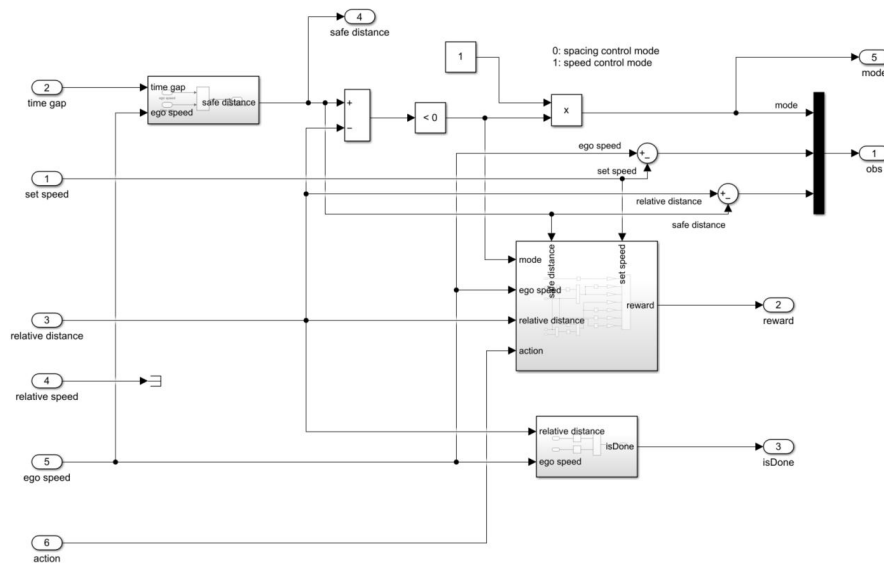 4
safe distance
1
0: spacing control mode
1: speed control mode
5
mode
2
time gap
time gap
ego speed
safe distance
+
−
< 0
x
mode
ego speed
+
−
set speed
1
obs
1
set speed
relative distance
+
−
safe distance
safe distance
set speed
mode
ego speed
relative distance
action
reward
2
reward
3
relative distance
4
relative speed
relative distance
ego speed
isDone
3
isDone
5
ego speed
6
action